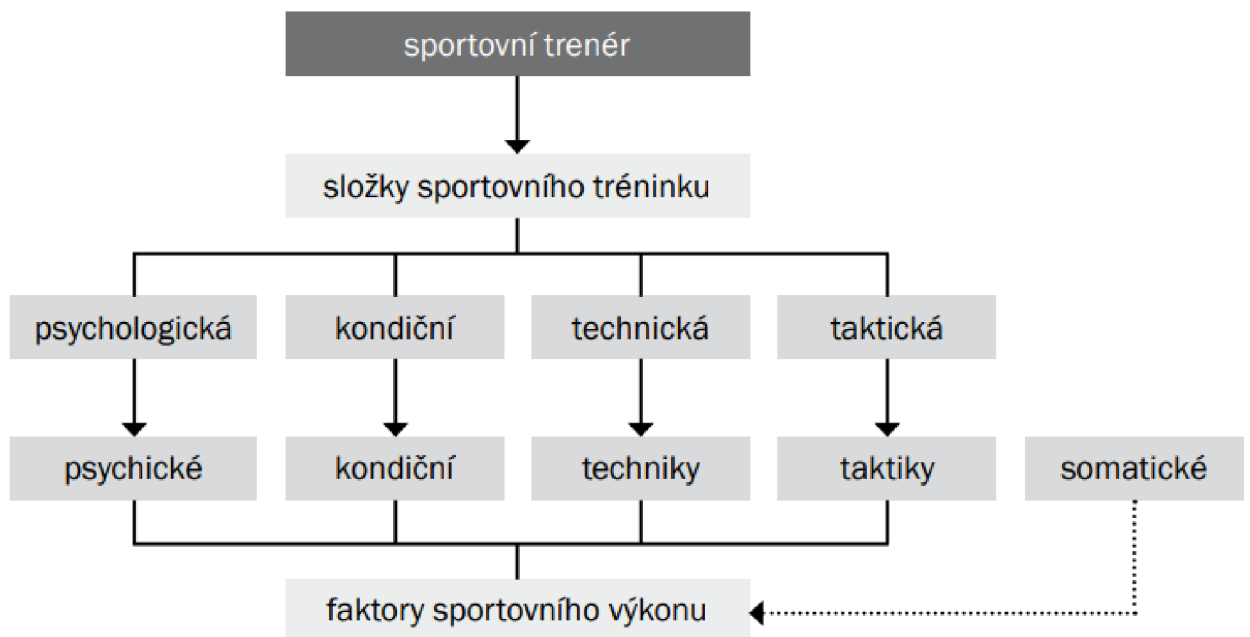 sportovní trenér
složky sportovního tréninku
psychologická
kondiční
technická
taktická
psychické
kondiční
techniky
taktiky
somatické
faktory sportovního výkonu